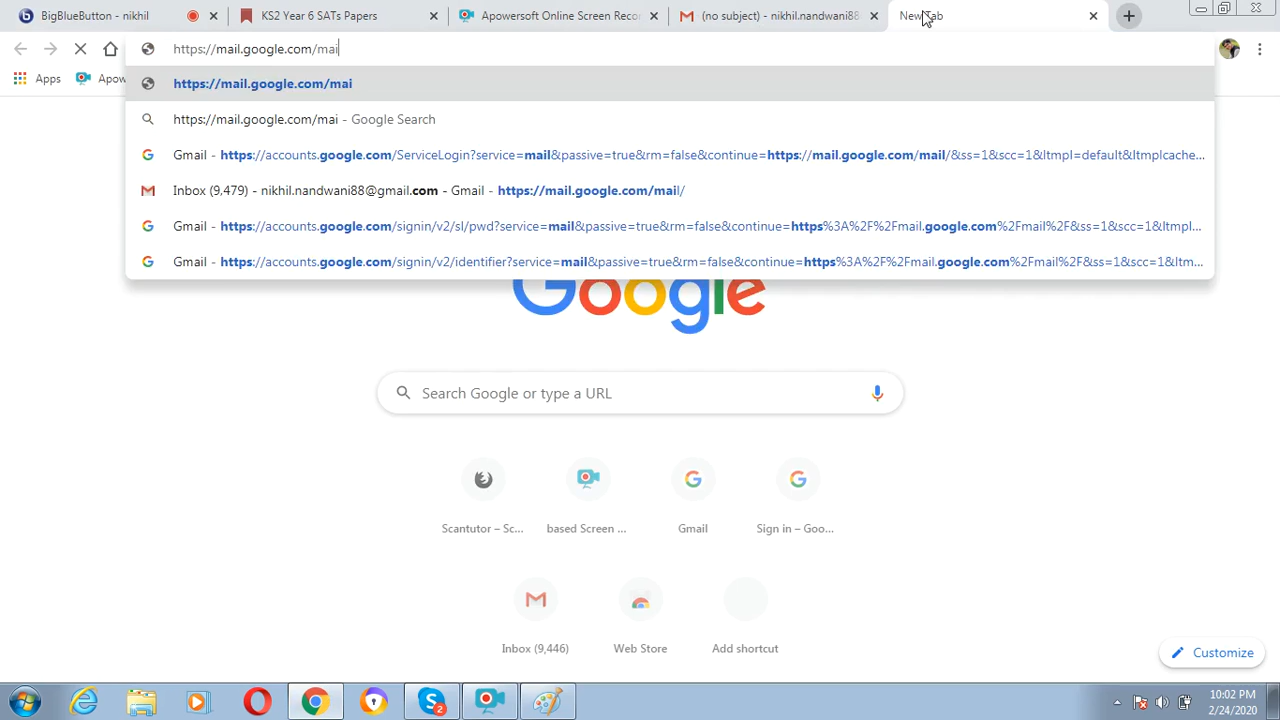 BigBlueButton - nikhil
KS2 Year 6 SATs Papers
Apowersoft Online Screen Reco
(no subject) - nikhil.nandwani88
New Tab
https://mail.google.com/mai
Apps
Apow
https://mail.google.com/mai
https://mail.google.com/mai - Google Search
Gmail - https://accounts.google.com/ServiceLogin?service=mail&passive=true&rm=false&continue=https://mail.google.com/mail/&ss=1&scc=1&ltmpl=default&ltmplcache...
Inbox (9,479) - nikhil.nandwani88@gmail.com - Gmail - https://mail.google.com/mail/
Gmail - https://accounts.google.com/signin/v2/sl/pwd?service=mail&passive=true&rm=false&continue=https%3A%2F%2Fmail.google.com%2Fmail%2F&ss=1&scc=1&ltmpl...
Gmail - https://accounts.google.com/signin/v2/identifier?service=mail&passive=true&rm=false&continue=https%3A%2F%2Fmail.google.com%2Fmail%2F&ss=1&scc=1&ltm...
Google
Search Google or type a URL
Scantutor – Sc...
based Screen ...
Gmail
Sign in – Goo...
Inbox (9,446)
Web Store
Add shortcut
Customize
2
10:02 PM
2/24/2020